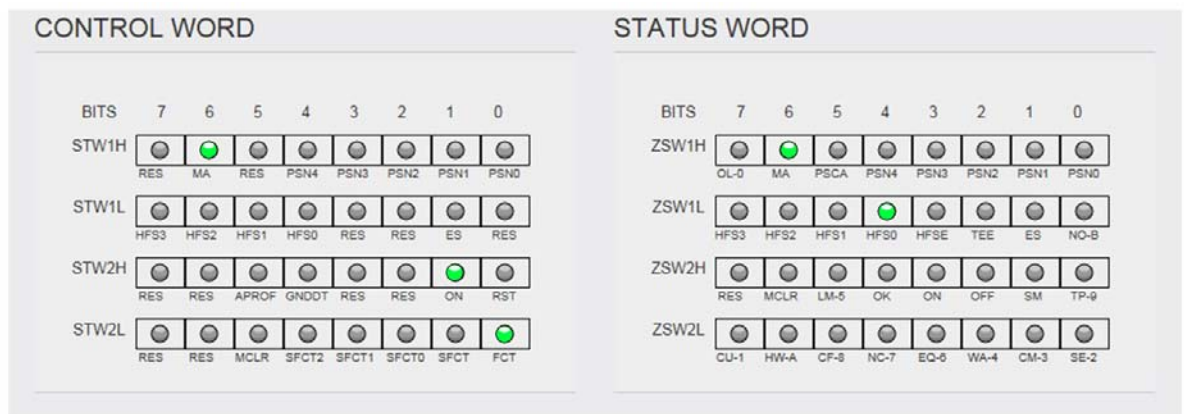 CONTROL WORD
BITS 7 6 5 4 3 2 1 0
STW1H
RES MA RES PSN4 PSN3 PSN2 PSN1 PSN0
STW1L
HFS3 HFS2 HFS1 HFS0 RES RES ES RES
STW2H
RES RES APROF GNDDT RES RES ON RST
STW2L
RES RES MCLR SFCT2 SFCT1 SFCT0 SFCT FCT
STATUS WORD
BITS 7 6 5 4 3 2 1 0
ZSW1H
OL-0 MA PSCA PSN4 PSN3 PSN2 PSN1 PSN0
ZSW1L
HFS3 HFS2 HFS1 HFS0 HFSE TEE ES NO-B
ZSW2H
RES MCLR LM-5 OK ON OFF SM TP-9
ZSW2L
CU-1 HW-A CF-8 NC-7 EQ-6 WA-4 CM-3 SE-2